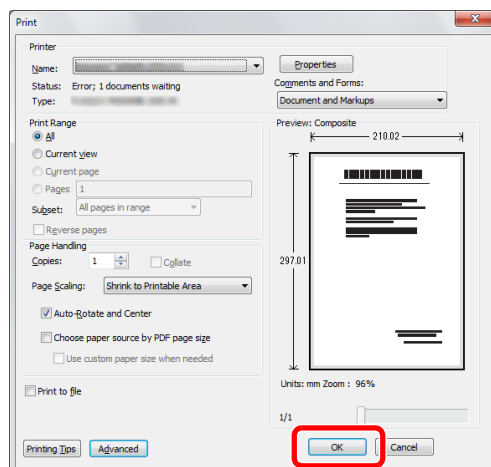 Print
Printer
Name:
Properties
Status: Error; 1 documents waiting
Comments and Forms:
Type:
Document and Markups
Print Range
All
Current view
Current page
Pages 1
Subset: All pages in range
Reverse pages
Page Handling
Copies: 1 Collate
Page Scaling: Shrink to Printable Area
Auto-Rotate and Center
Choose paper source by PDF page size
Use custom paper size when needed
Print to file
Preview: Composite
210.02
297.01
Units: mm Zoom : 96%
1/1
Printing Tips Advanced OK Cancel